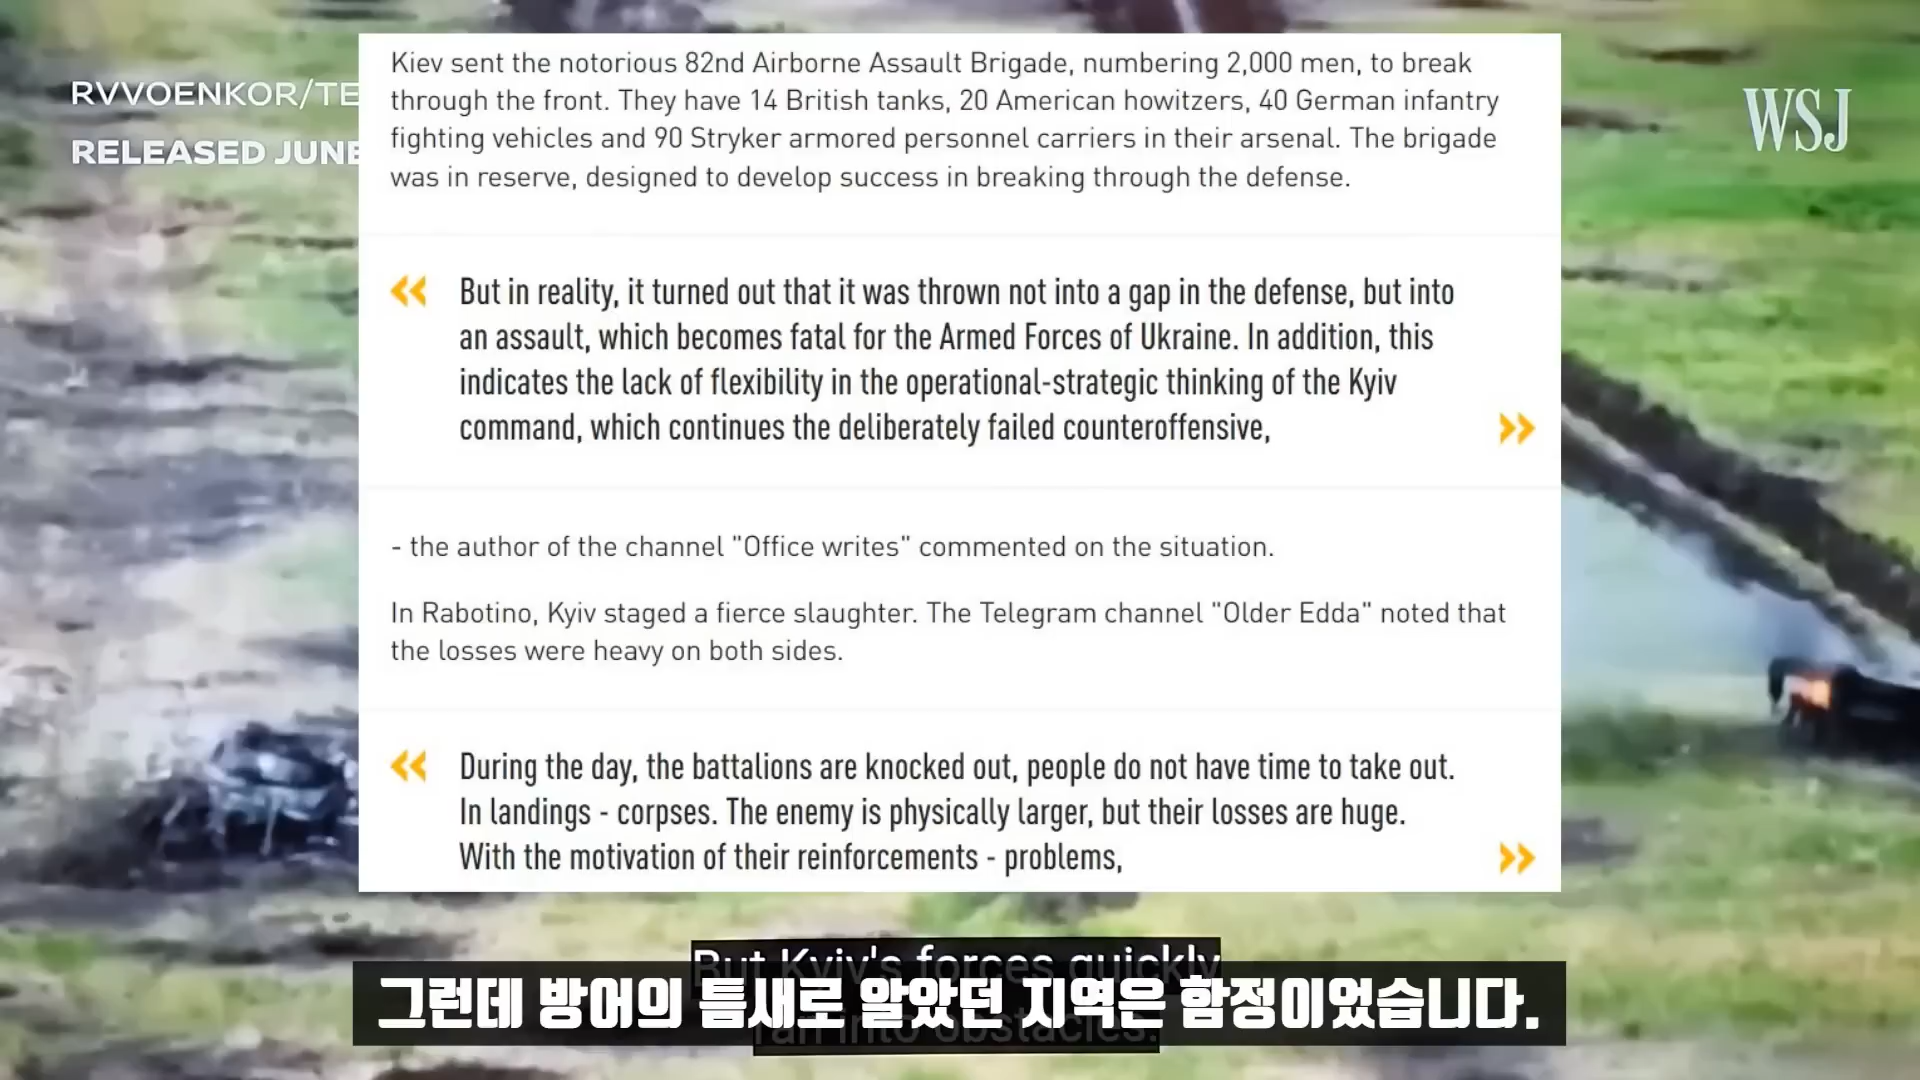 RVVOENKOR/TE
RELEASED JUNE
WSJ
Kiev sent the notorious 82nd Airborne Assault Brigade, numbering 2,000 men, to break
through the front. They have 14 British tanks, 20 American howitzers, 40 German infantry
fighting vehicles and 90 Stryker armored personnel carriers in their arsenal. The brigade
was in reserve, designed to develop success in breaking through the defense.
« But in reality, it turned out that it was thrown not into a gap in the defense, but into
an assault, which becomes fatal for the Armed Forces of Ukraine. In addition, this
indicates the lack of flexibility in the operational-strategic thinking of the Kyiv
command, which continues the deliberately failed counteroffensive, »
- the author of the channel "Office writes" commented on the situation.
In Rabotino, Kyiv staged a fierce slaughter. The Telegram channel "Older Edda" noted that
the losses were heavy on both sides.
« During the day, the battalions are knocked out, people do not have time to take out.
In landings - corpses. The enemy is physically larger, but their losses are huge.
With the motivation of their reinforcements - problems, »
But Kyiv's forces quickly
그런데 방어의 틈새로 알았던 지역은 함정이었습니다.
ran into obstacles.